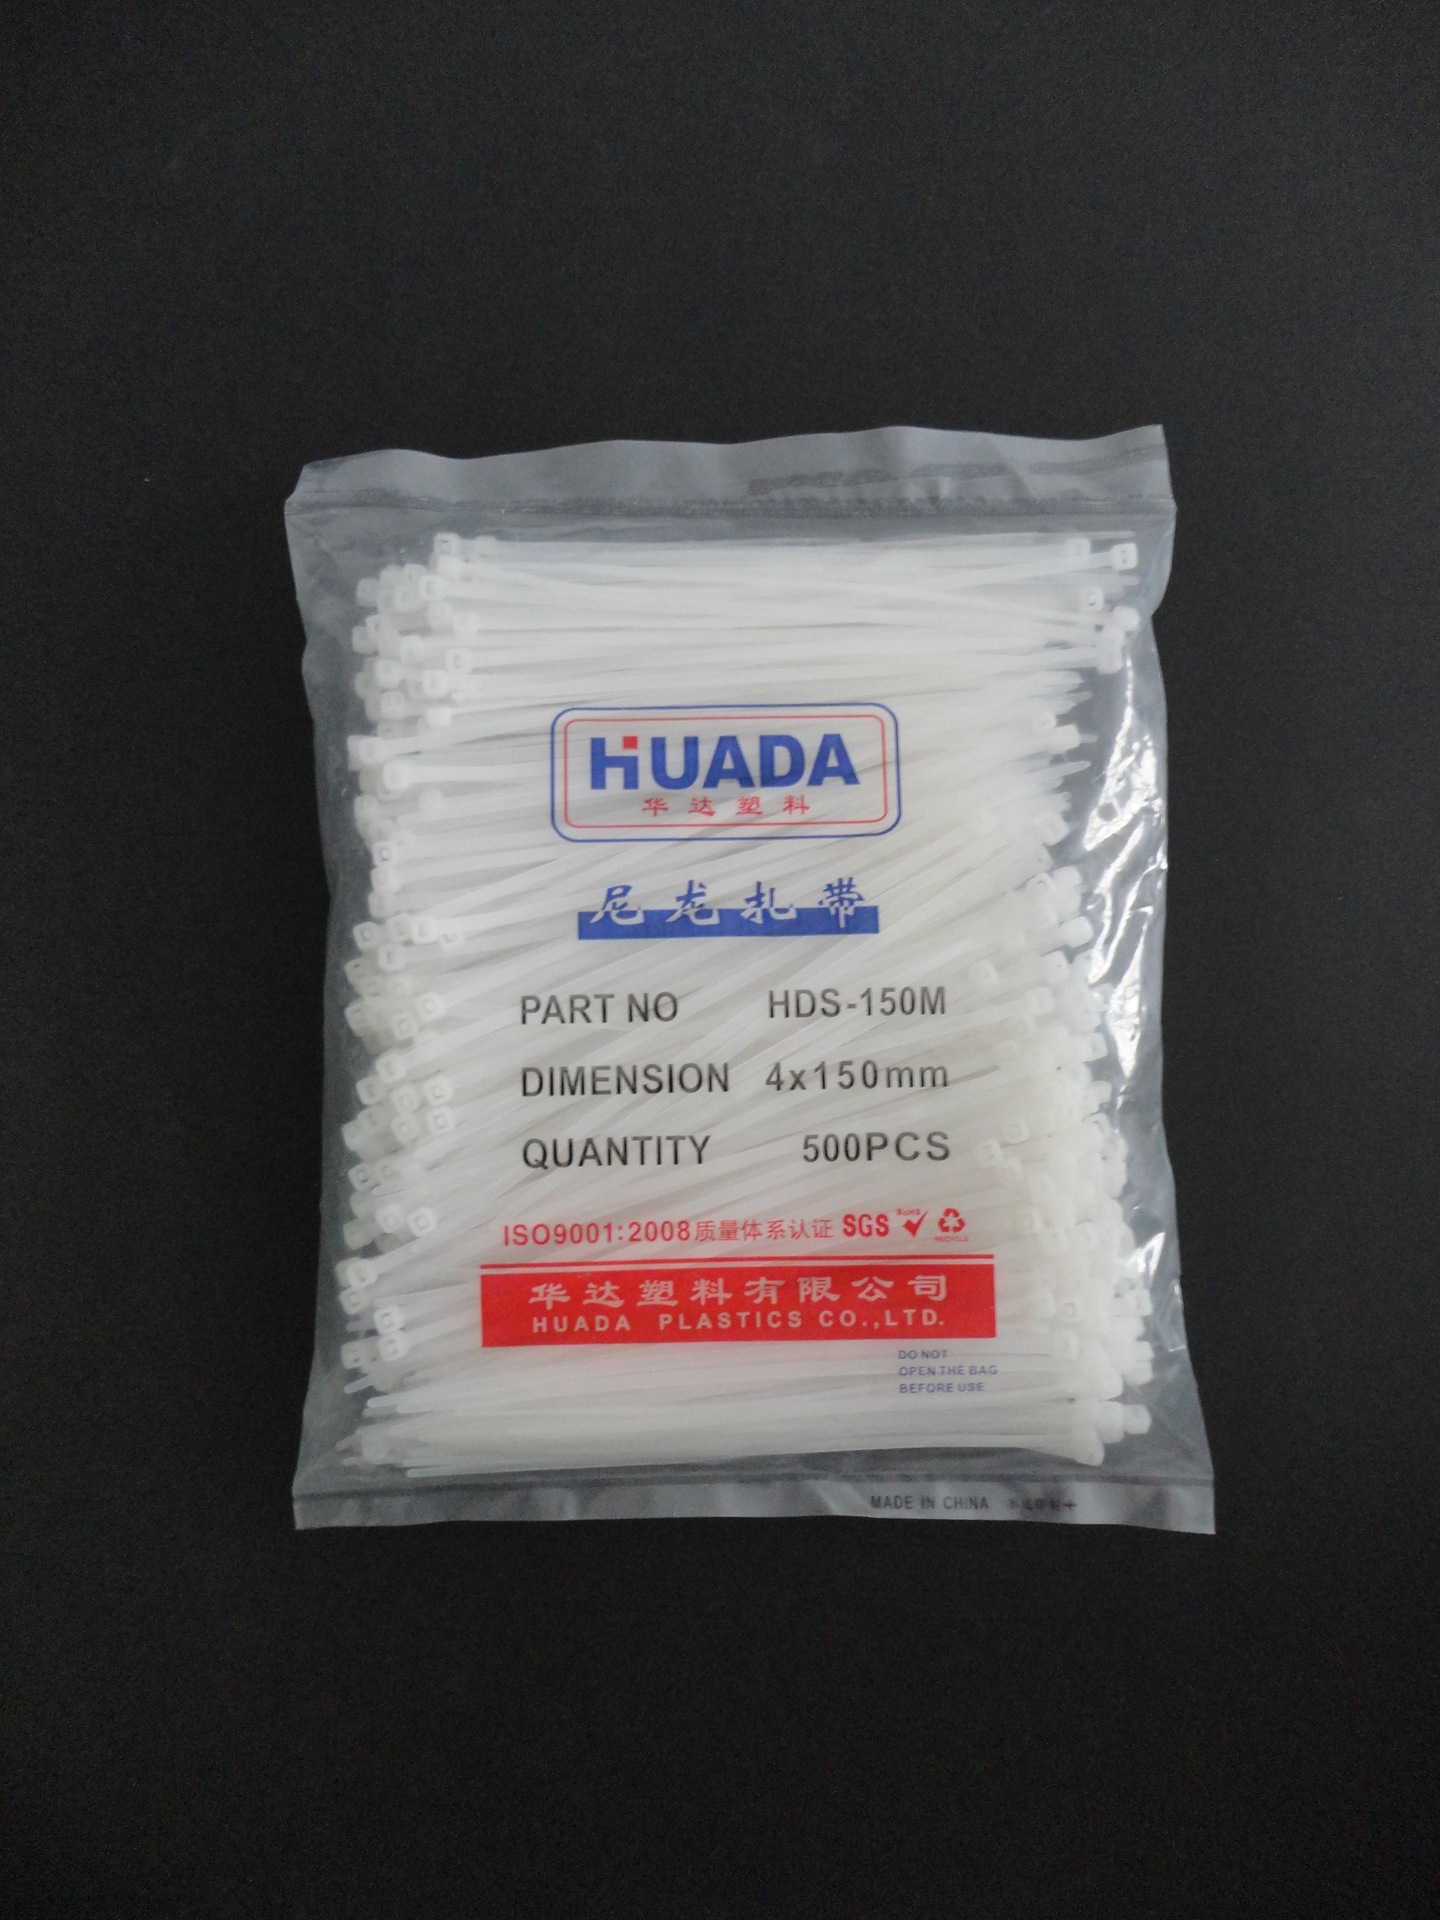 HUADA
华达塑料
尼龙扎带
PART NO HDS-150M
DIMENSION 4x150mm
QUANTITY 500PCS
ISO9001:2008质量体系认证 SGS RoHS
RECYCLE
华达塑料有限公司
HUADA PLASTICS CO.,LTD.
DO NOT
OPEN THE BAG
BEFORE USE
MADE IN CHINA